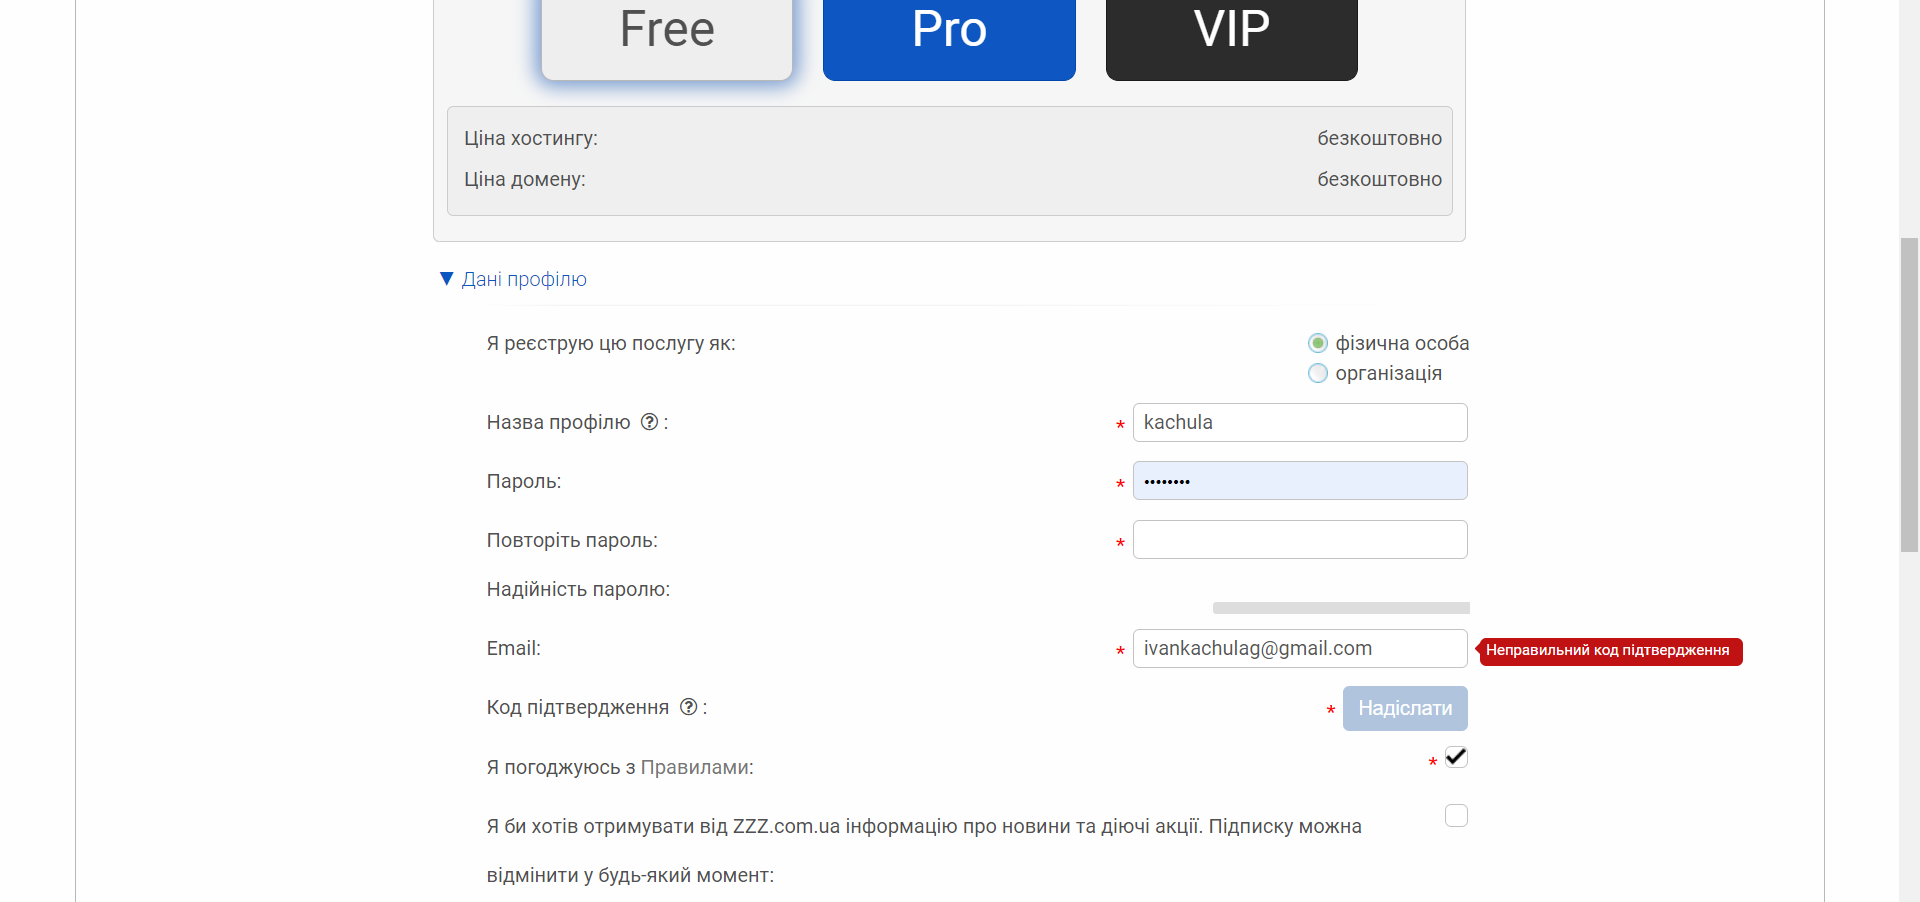 Free Pro VIP
Ціна хостингу: безкоштовно
Ціна домену: безкоштовно
▼ Дані профілю
Я реєструю цю послугу як: фізична особа
організація
Назва профілю ? : * kachula
Пароль: * ••••••••
Повторіть пароль: *
Надійність паролю:
Email: * ivankachulag@gmail.com Неправильний код підтвердження
Код підтвердження ? : * Надіслати
Я погоджуюсь з Правилами: *
Я би хотів отримувати від ZZZ.com.ua інформацію про новини та діючі акції. Підписку можна
відмінити у будь-який момент: